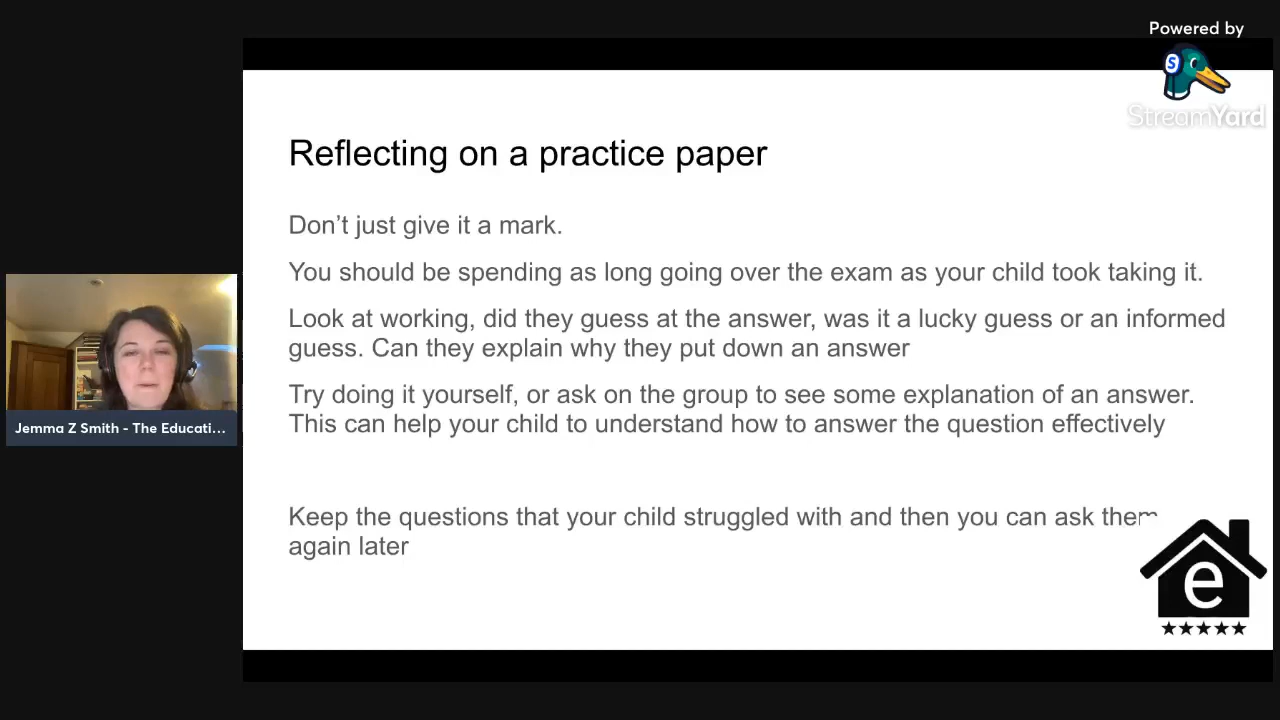 Powered by
StreamYard
Reflecting on a practice paper
Don’t just give it a mark.
You should be spending as long going over the exam as your child took taking it.
Look at working, did they guess at the answer, was it a lucky guess or an informed
guess. Can they explain why they put down an answer
Try doing it yourself, or ask on the group to see some explanation of an answer.
This can help your child to understand how to answer the question effectively
Keep the questions that your child struggled with and then you can ask them
again later
Jemma Z Smith - The Educati...
S
e